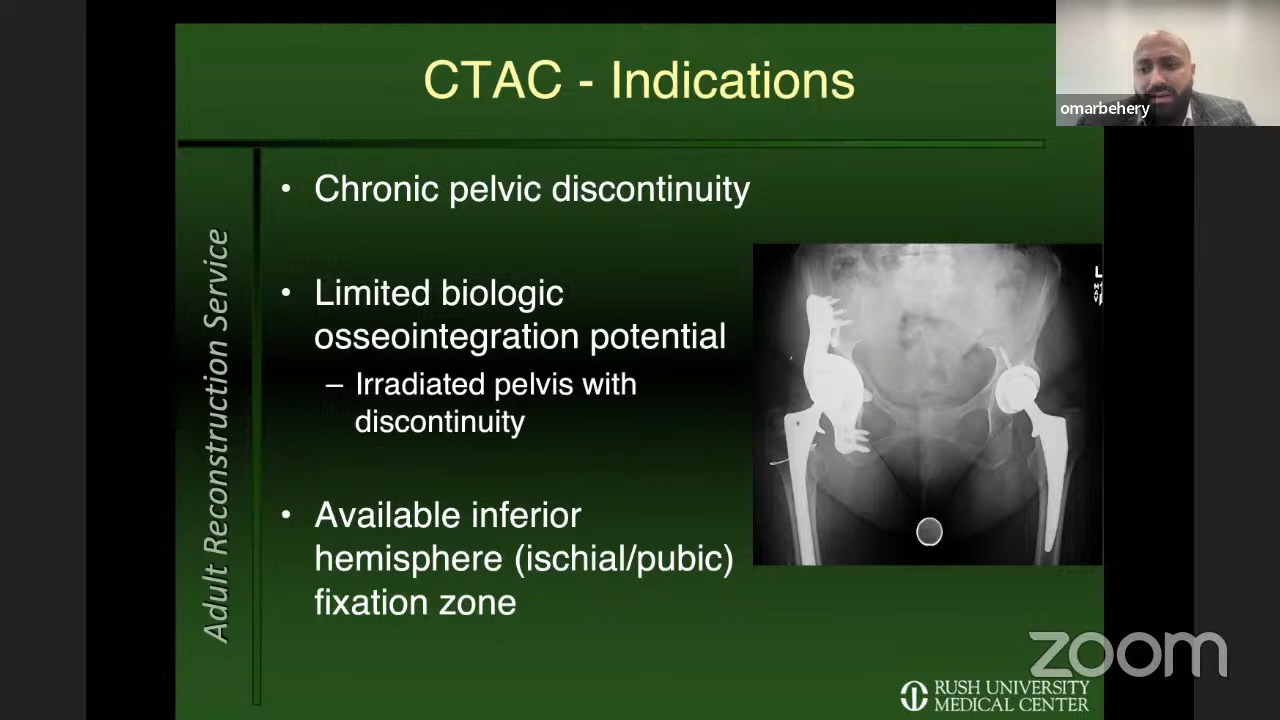 CTAC - Indications
omarbehery
• Chronic pelvic discontinuity
• Limited biologic
osseointegration potential
– Irradiated pelvis with
discontinuity
• Available inferior
hemisphere (ischial/pubic)
fixation zone
Adult Reconstruction Service
L
zoom
RUSH UNIVERSITY
MEDICAL CENTER